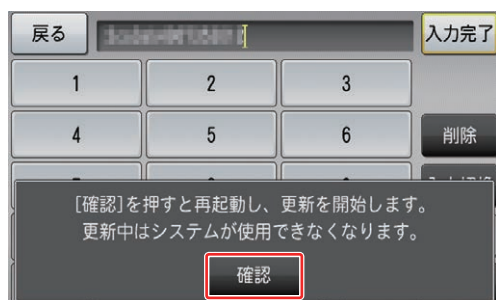 戻る
入力完了
1 2 3
4 5 6 削除
[確認]を押すと再起動し、更新を開始します。
更新中はシステムが使用できなくなります。
確認